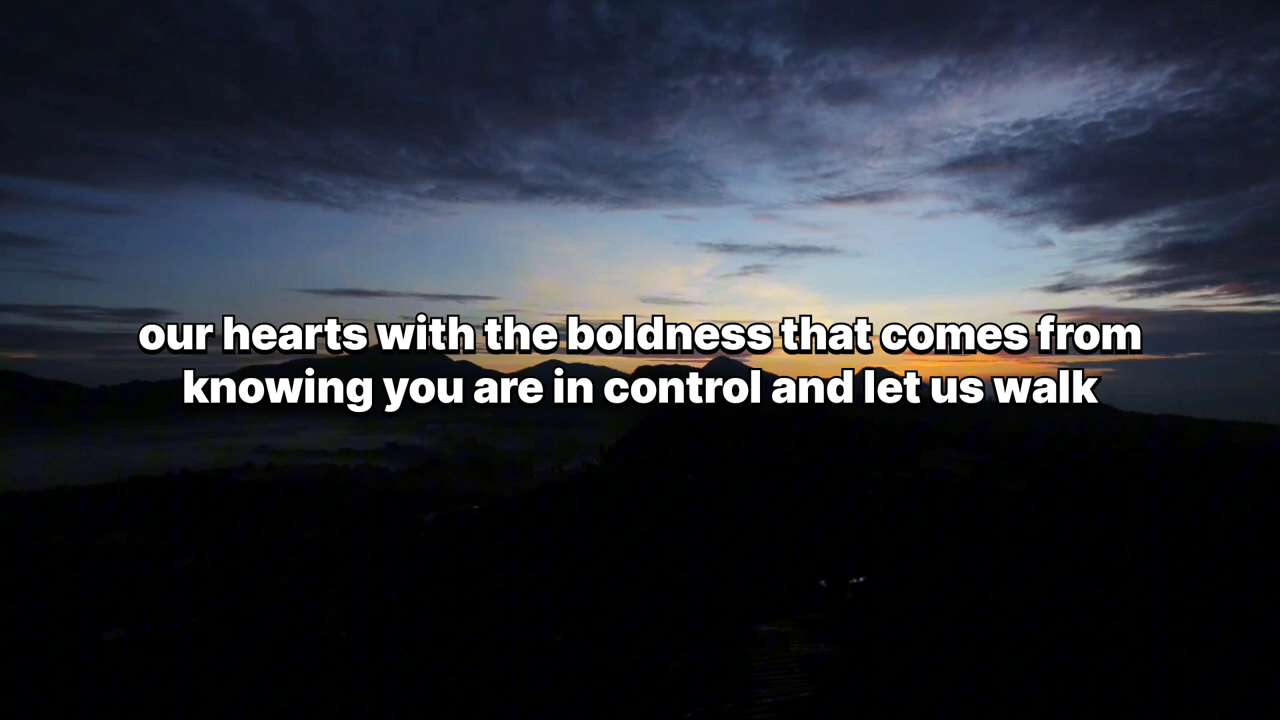 our hearts with the boldness that comes from
knowing you are in control and let us walk